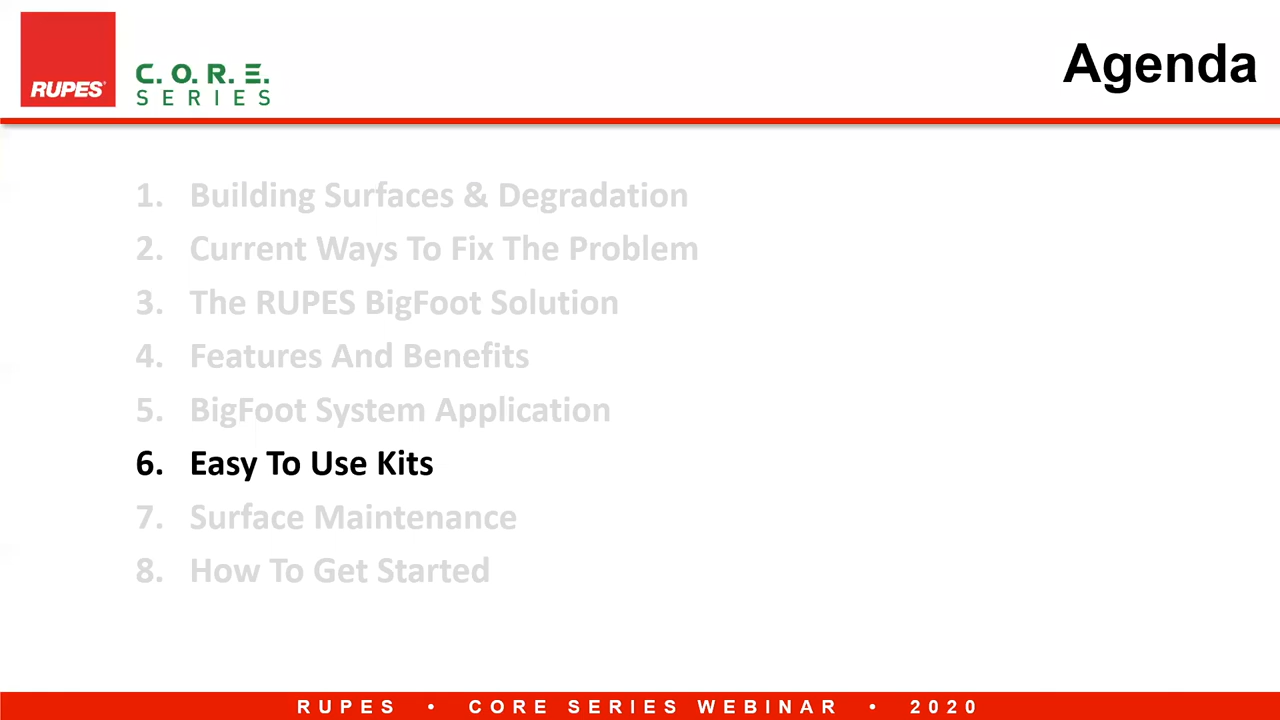 RUPES
C.O.R.E.
SERIES
Agenda
1. Building Surfaces & Degradation
2. Current Ways To Fix The Problem
3. The RUPES BigFoot Solution
4. Features And Benefits
5. BigFoot System Application
6. Easy To Use Kits
7. Surface Maintenance
8. How To Get Started
RUPES • CORE SERIES WEBINAR • 2020